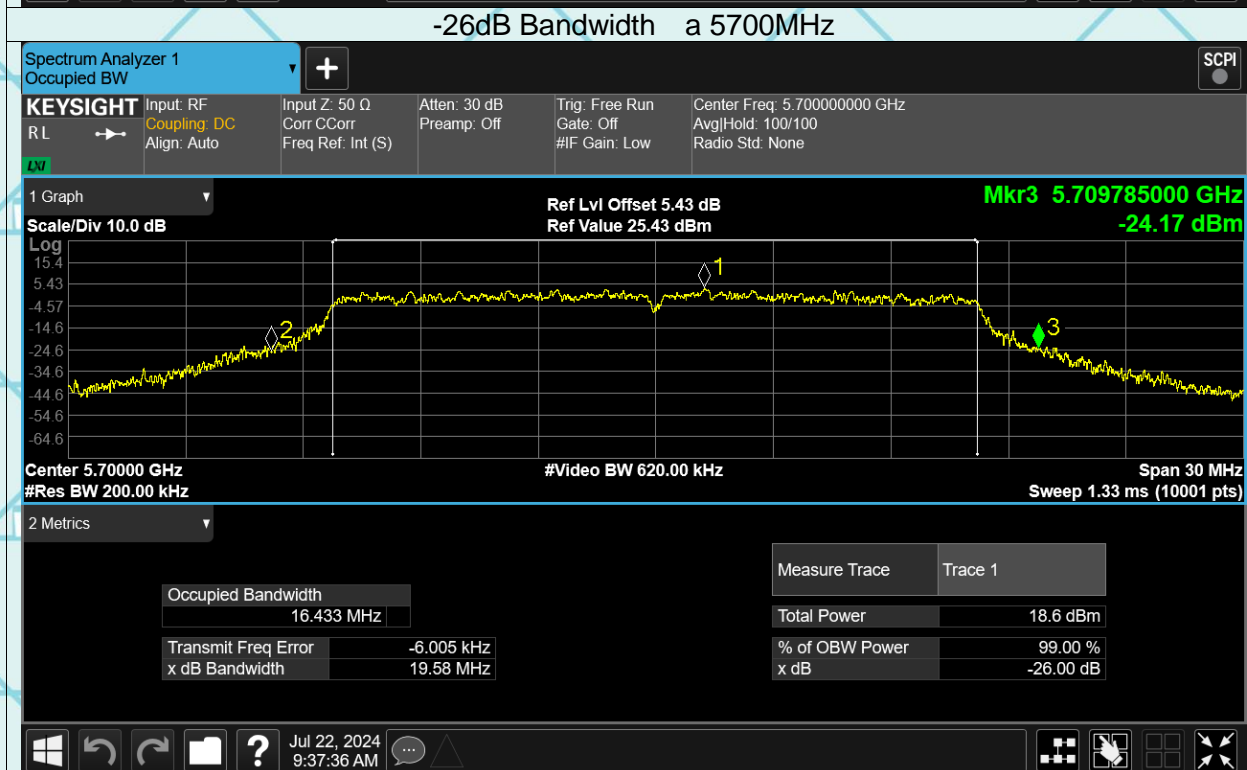 -26dB Bandwidth a 5700MHz
Spectrum Analyzer 1
Occupied BW
+
SCPI
KEYSIGHT
R L
LXI
Input: RF
Coupling: DC
Align: Auto
Input Z: 50 Ω
Corr CCorr
Freq Ref: Int (S)
Atten: 30 dB
Preamp: Off
Trig: Free Run
Gate: Off
#IF Gain: Low
Center Freq: 5.700000000 GHz
Avg|Hold: 100/100
Radio Std: None
1 Graph
Scale/Div 10.0 dB
Ref Lvl Offset 5.43 dB
Ref Value 25.43 dBm
Mkr3 5.709785000 GHz
-24.17 dBm
Log
15.4
5.43
-4.57
-14.6
-24.6
-34.6
-44.6
-54.6
-64.6
1
2
3
Center 5.70000 GHz
#Res BW 200.00 kHz
#Video BW 620.00 kHz
Span 30 MHz
Sweep 1.33 ms (10001 pts)
2 Metrics
Occupied Bandwidth
16.433 MHz
Transmit Freq Error -6.005 kHz
x dB Bandwidth 19.58 MHz
Measure Trace Trace 1
Total Power 18.6 dBm
% of OBW Power 99.00 %
x dB -26.00 dB
?
Jul 22, 2024
9:37:36 AM